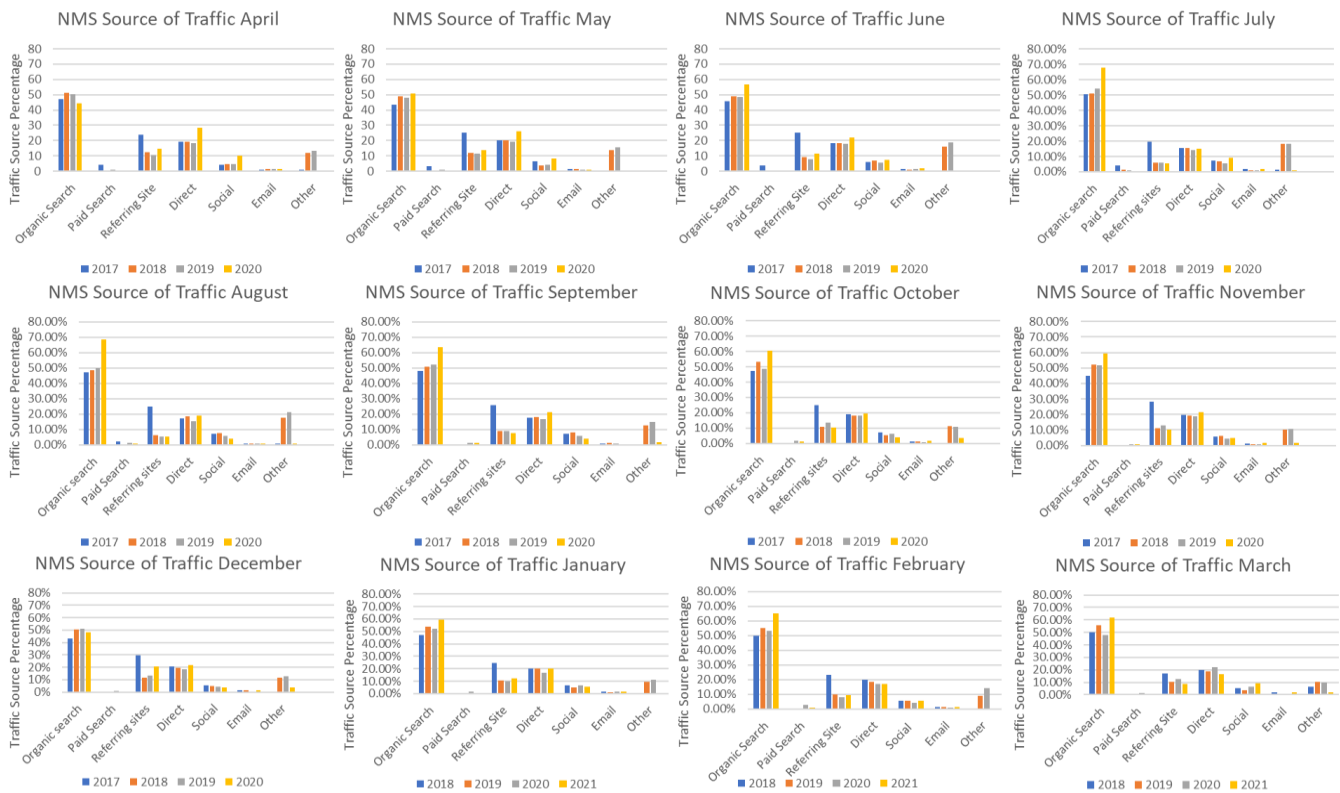 NMS Source of Traffic April
Traffic Source Percentage
80
70
60
50
40
30
20
10
0
Organic Search
Paid Search
Referring Site
Direct
Social
Email
Other
2017 2018 2019 2020
NMS Source of Traffic May
80
70
60
50
40
30
20
10
0
Organic Search
Paid Search
Referring Site
Direct
Social
Email
Other
2017 2018 2019 2020
NMS Source of Traffic June
Traffic Source Percentage
80
70
60
50
40
30
20
10
0
Organic Search
Paid Search
Referring Site
Direct
Social
Email
Other
2017 2018 2019 2020
NMS Source of Traffic July
Traffic Source Percentage
80.00%
70.00%
60.00%
50.00%
40.00%
30.00%
20.00%
10.00%
0.00%
Organic search
Paid Search
Referring sites
Direct
Social
Email
Other
2017 2018 2019 2020
NMS Source of Traffic August
Traffic Source Percentage
80.00%
70.00%
60.00%
50.00%
40.00%
30.00%
20.00%
10.00%
0.00%
Organic search
Paid Search
Referring sites
Direct
Social
Email
Other
2017 2018 2019 2020
NMS Source of Traffic September
80.00%
70.00%
60.00%
50.00%
40.00%
30.00%
20.00%
10.00%
0.00%
Organic Search
Paid Search
Referring sites
Direct
Social
Email
Other
2017 2018 2019 2020
NMS Source of Traffic October
Traffic Source Percentage
80.00%
70.00%
60.00%
50.00%
40.00%
30.00%
20.00%
10.00%
0.00%
Organic Search
Paid Search
Referring sites
Direct
Social
Email
Other
2017 2018 2019 2020
NMS Source of Traffic November
Traffic Source Percentage
80.00%
70.00%
60.00%
50.00%
40.00%
30.00%
20.00%
10.00%
0.00%
Organic Search
Paid Search
Referring sites
Direct
Social
Email
Other
2017 2018 2019 2020
NMS Source of Traffic December
Traffic Source Percentage
80%
70%
60%
50%
40%
30%
20%
10%
0%
Organic Search
Paid Search
Referring sites
Direct
Social
Email
Other
2017 2018 2019 2020
NMS Source of Traffic January
80.00%
70.00%
60.00%
50.00%
40.00%
30.00%
20.00%
10.00%
0.00%
Organic Search
Paid Search
Referring Site
Direct
Social
Email
Other
2018 2019 2020 2021
NMS Source of Traffic February
Traffic Source Percentage
80.00%
70.00%
60.00%
50.00%
40.00%
30.00%
20.00%
10.00%
0.00%
Organic Search
Paid Search
Referring Site
Direct
Social
Email
Other
2018 2019 2020 2021
NMS Source of Traffic March
Traffic Source Percentage
80.00%
70.00%
60.00%
50.00%
40.00%
30.00%
20.00%
10.00%
0.00%
Organic Search
Paid Search
Referring Site
Direct
Social
Email
Other
2018 2019 2020 2021